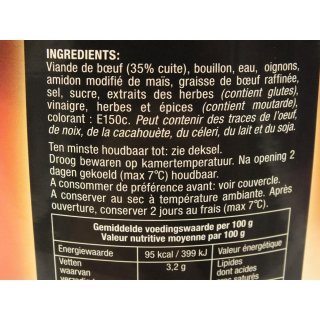 INGREDIENTS:
Viande de bœuf (35% cuite), bouillon, eau, oignons,
amidon modifié de maïs, graisse de bœuf raffinée,
sel, sucre, extraits des herbes (contient glutes),
vinaigre, herbes et épices (contient moutarde),
colorant : E150c. Peut contenir des traces de l'oeuf,
de noix, de la cacahouète, du céleri, du lait et du soja.
Ten minste houdbaar tot: zie deksel.
Droog bewaren op kamertemperatuur. Na opening 2
dagen gekoeld (max 7°C) houdbaar.
A consommer de préférence avant: voir couvercle.
A conserver au sec à température ambiante. Après
ouverture, conserver 2 jours au frais (max 7°C).
Gemiddelde voedingswaarde per 100 g
Valeur nutritive moyenne par 100 g
Energiewaarde 95 kcal / 399 kJ Valeur énergétique
Vetten 3,2 g Lipides
waarvan dont acides